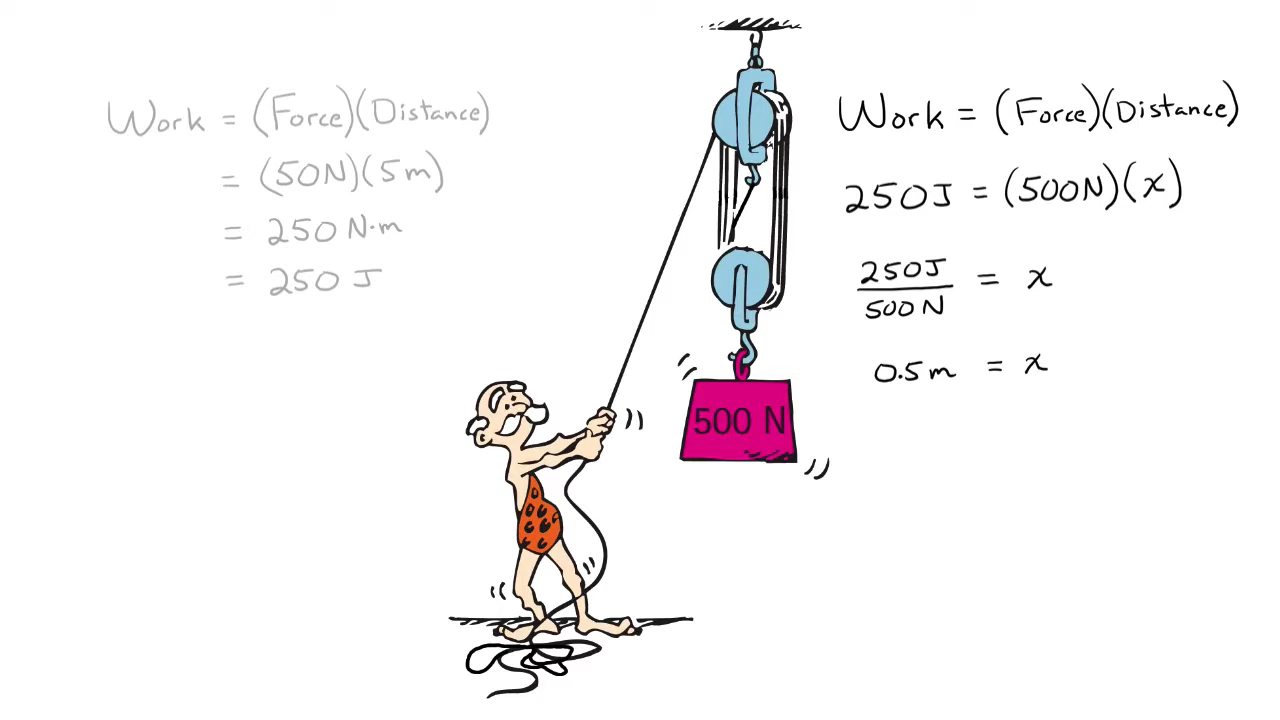 Work = (Force)(Distance)
= (50N)(5m)
= 250 N·m
= 250 J
500 N
Work = (Force)(Distance)
250J = (500N)(x)
250J
500N
= x
0.5m = x